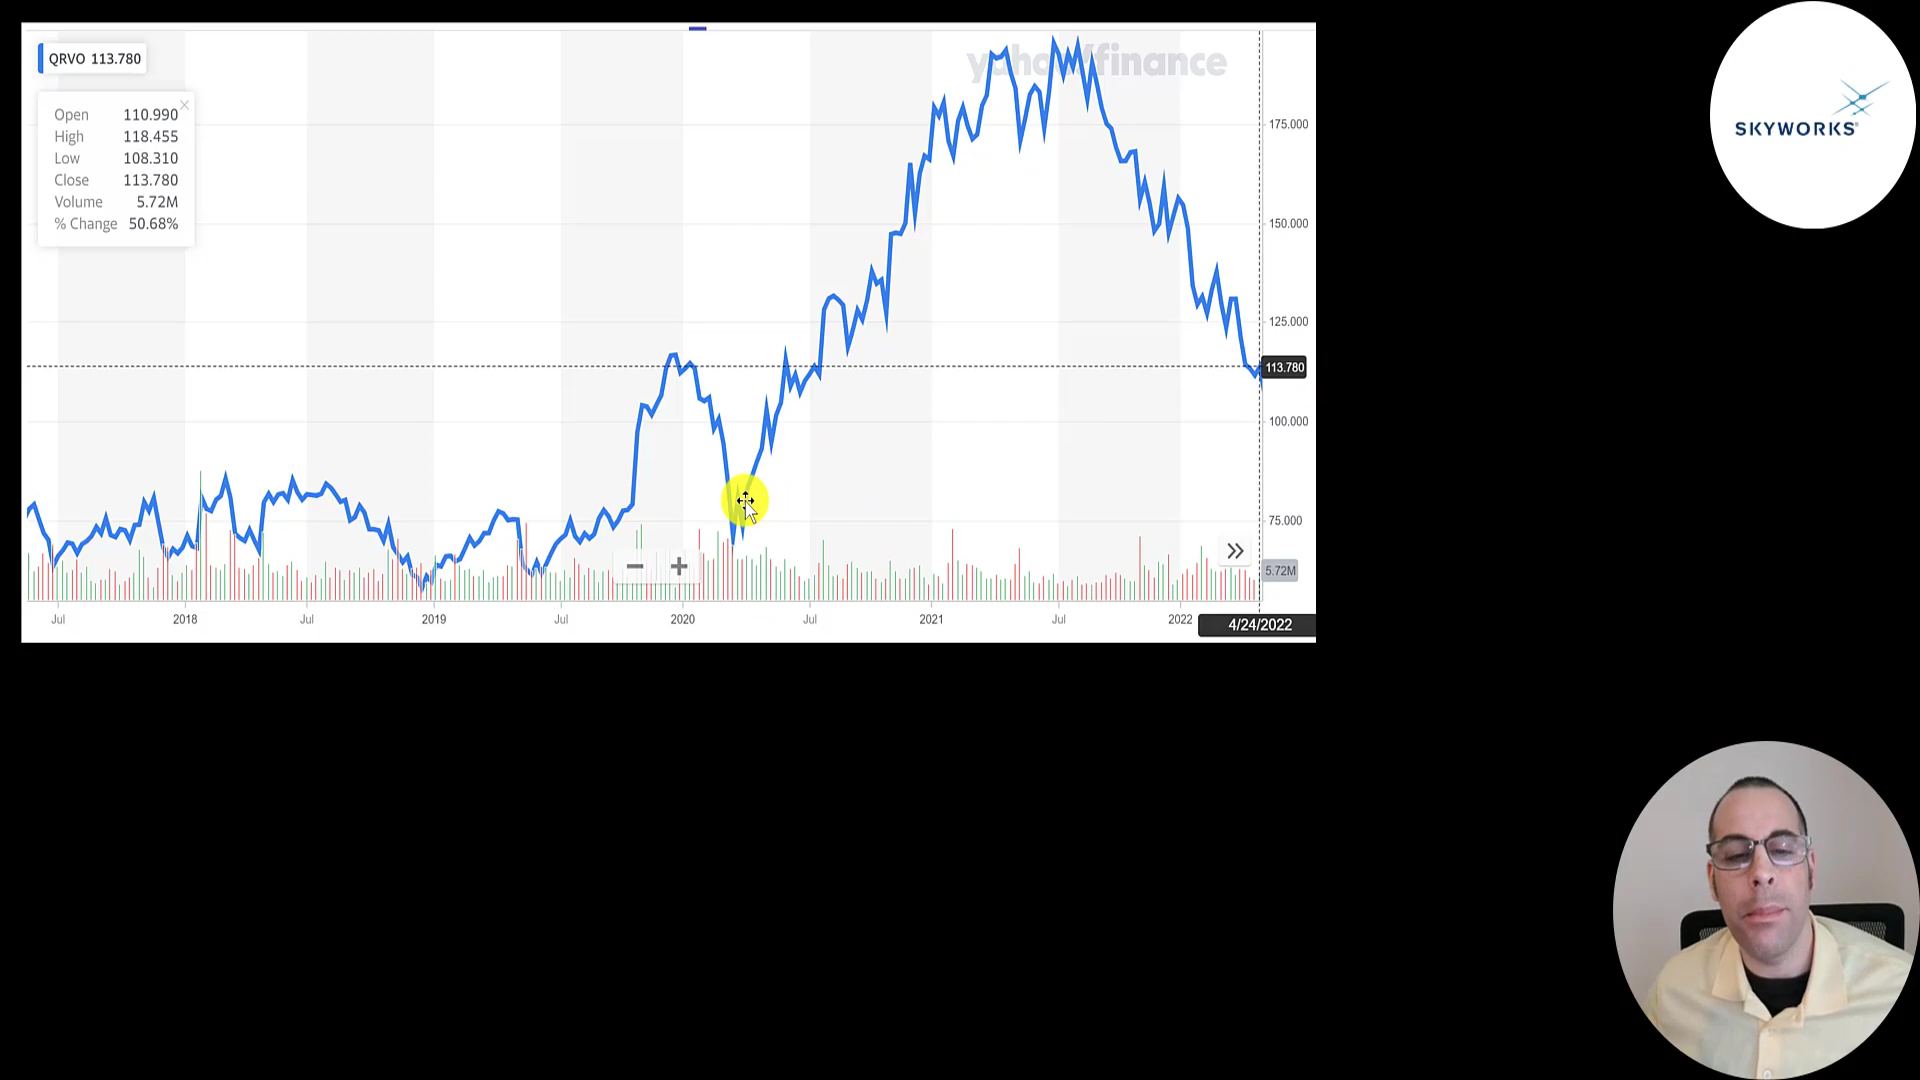 QRVO 113.780
yahoo!finance
Open 110.990
High 118.455
Low 108.310
Close 113.780
Volume 5.72M
% Change 50.68%
175.000
150.000
125.000
113.780
100.000
75.000
5.72M
Jul 2018 Jul 2019 Jul 2020 Jul 2021 Jul 2022
4/24/2022
SKYWORKS®